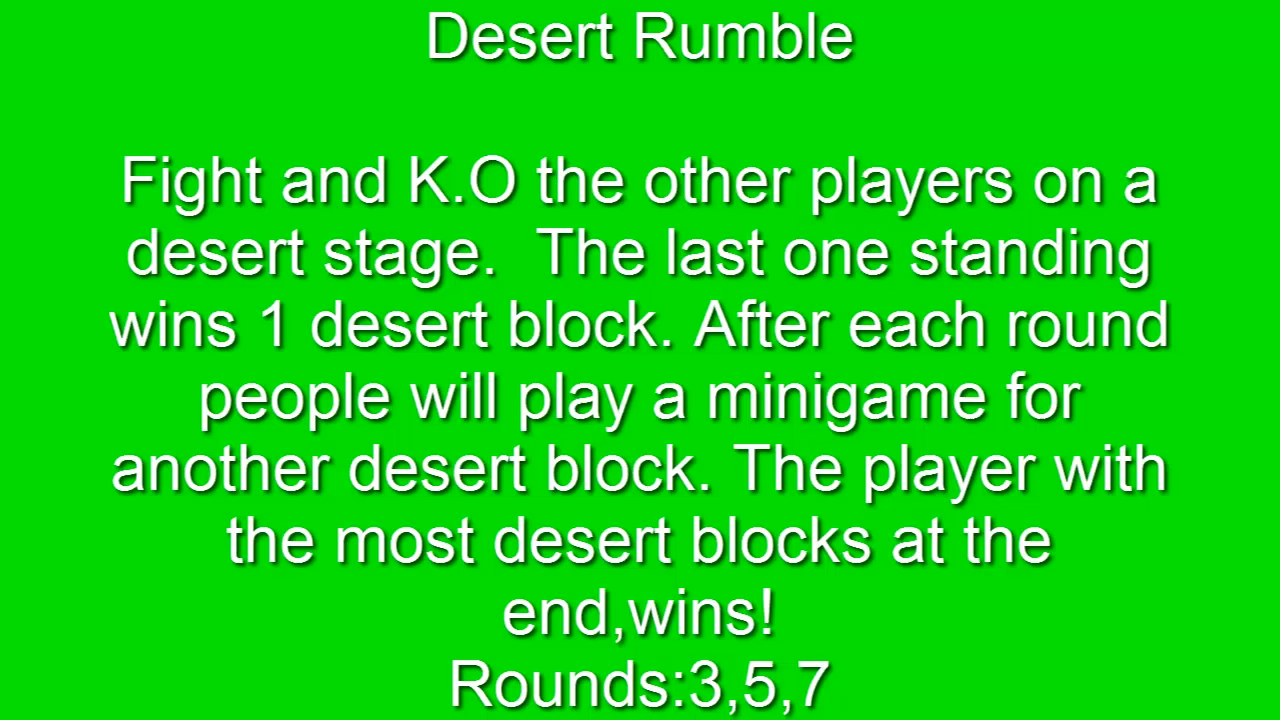 Desert Rumble
Fight and K.O the other players on a
desert stage.  The last one standing
wins 1 desert block. After each round
people will play a minigame for
another desert block. The player with
the most desert blocks at the
end,wins!
Rounds:3,5,7